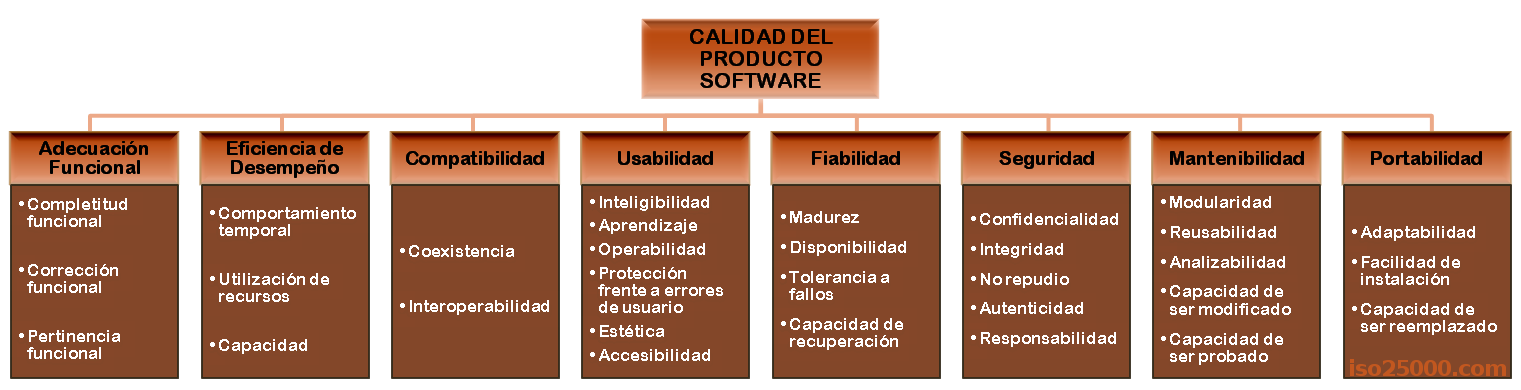 CALIDAD DEL
PRODUCTO
SOFTWARE
Adecuación
Funcional
•Completitud
funcional
•Corrección
funcional
•Pertinencia
funcional
Eficiencia de
Desempeño
•Comportamiento
temporal
•Utilización de
recursos
•Capacidad
Compatibilidad
•Coexistencia
•Interoperabilidad
Usabilidad
•Inteligibilidad
•Aprendizaje
•Operabilidad
•Protección
frente a errores
de usuario
•Estética
•Accesibilidad
Fiabilidad
•Madurez
•Disponibilidad
•Tolerancia a
fallos
•Capacidad de
recuperación
Seguridad
•Confidencialidad
•Integridad
•No repudio
•Autenticidad
•Responsabilidad
Mantenibilidad
•Modularidad
•Reusabilidad
•Analizabilidad
•Capacidad de
ser modificado
•Capacidad de
ser probado
Portabilidad
•Adaptabilidad
•Facilidad de
instalación
•Capacidad de
ser reemplazado
iso25000.com